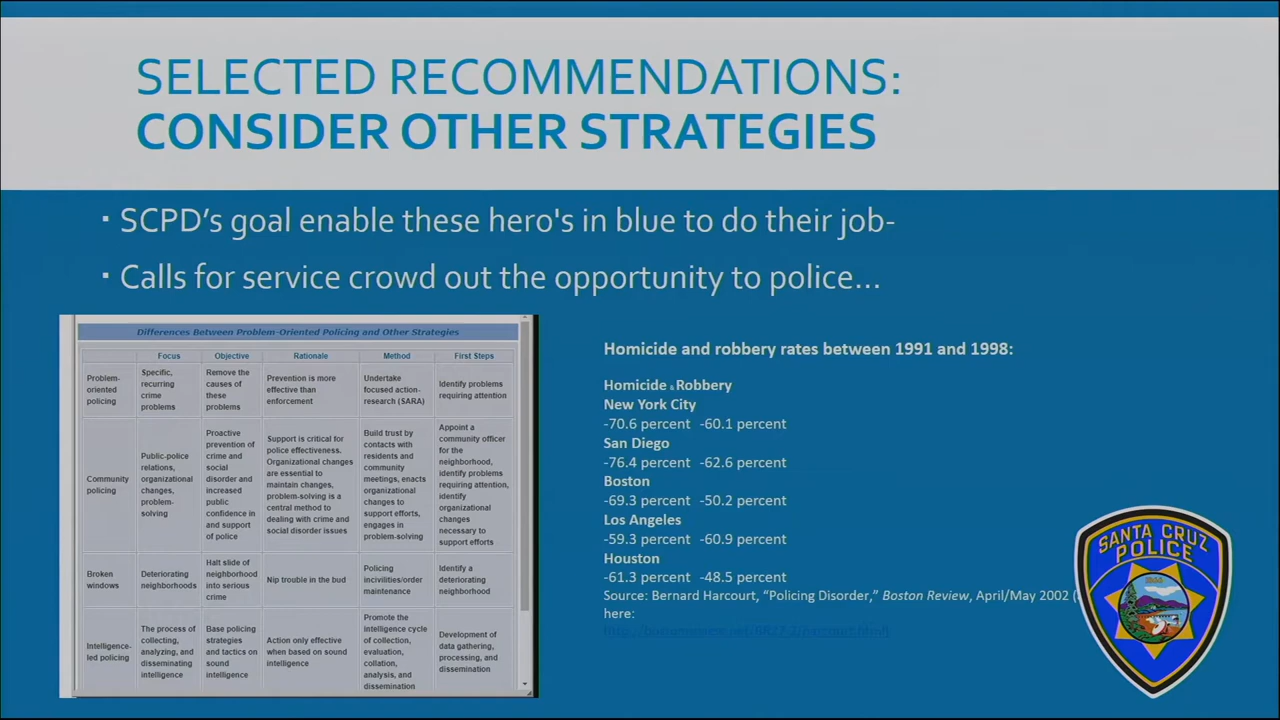 SELECTED RECOMMENDATIONS:
CONSIDER OTHER STRATEGIES
▪ SCPD's goal enable these hero's in blue to do their job-
▪ Calls for service crowd out the opportunity to police...
Differences Between Problem-Oriented Policing and Other Strategies
Focus Objective Rationale Method First Steps
Problem-
oriented
policing
Specific,
recurring
crime
problems
Remove the
causes of
these
problems
Prevention is more
effective than
enforcement
Undertake
focused action-
research (SARA)
Identify problems
requiring attention
Community
policing
Public-police
relations,
organizational
changes,
problem-
solving
Proactive
prevention of
crime and
social
disorder and
increased
public
confidence in
and support
of police
Support is critical for
police effectiveness.
Organizational changes
are essential to
maintain changes,
problem-solving is a
central method to
dealing with crime and
social disorder issues
Build trust by
contacts with
residents and
community
meetings, enacts
organizational
changes to
support efforts,
engages in
problem-solving
Appoint a
community officer
for the
neighborhood,
identify problems
requiring attention,
identify
organizational
changes
necessary to
support efforts
Broken
windows
Deteriorating
neighborhoods
Halt slide of
neighborhood
into serious
crime
Nip trouble in the bud
Policing
incivilities/order
maintenance
Identify a
deteriorating
neighborhood
Intelligence-
led policing
The process of
collecting,
analyzing, and
disseminating
intelligence
Base policing
strategies
and tactics on
sound
intelligence
Action only effective
when based on sound
intelligence
Promote the
intelligence cycle
of collection,
evaluation,
collation,
analysis, and
dissemination
Development of
data gathering,
processing, and
dissemination
Homicide and robbery rates between 1991 and 1998:
Homicide & Robbery
New York City
-70.6 percent -60.1 percent
San Diego
-76.4 percent -62.6 percent
Boston
-69.3 percent -50.2 percent
Los Angeles
-59.3 percent -60.9 percent
Houston
-61.3 percent -48.5 percent
Source: Bernard Harcourt, "Policing Disorder," Boston Review, April/May 2002 (
here:
SANTA CRUZ
POLICE